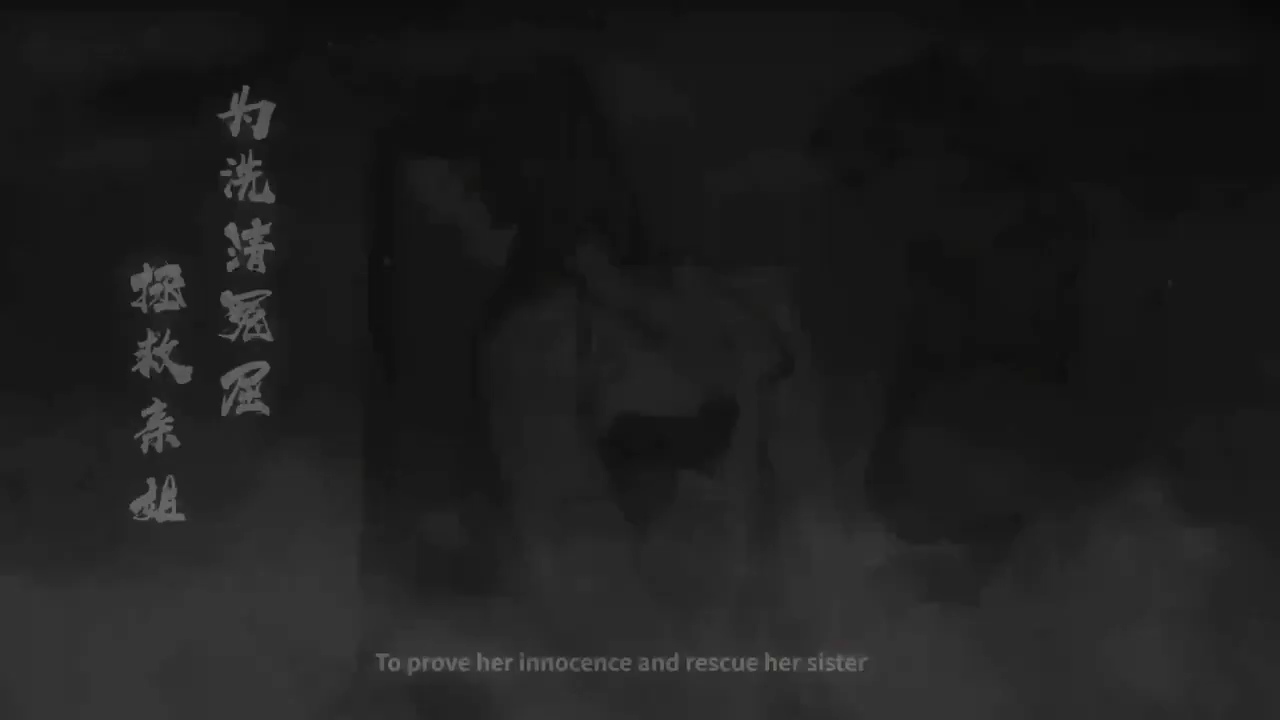 为洗清冤屈
拯救亲姐
To prove her innocence and rescue her sister